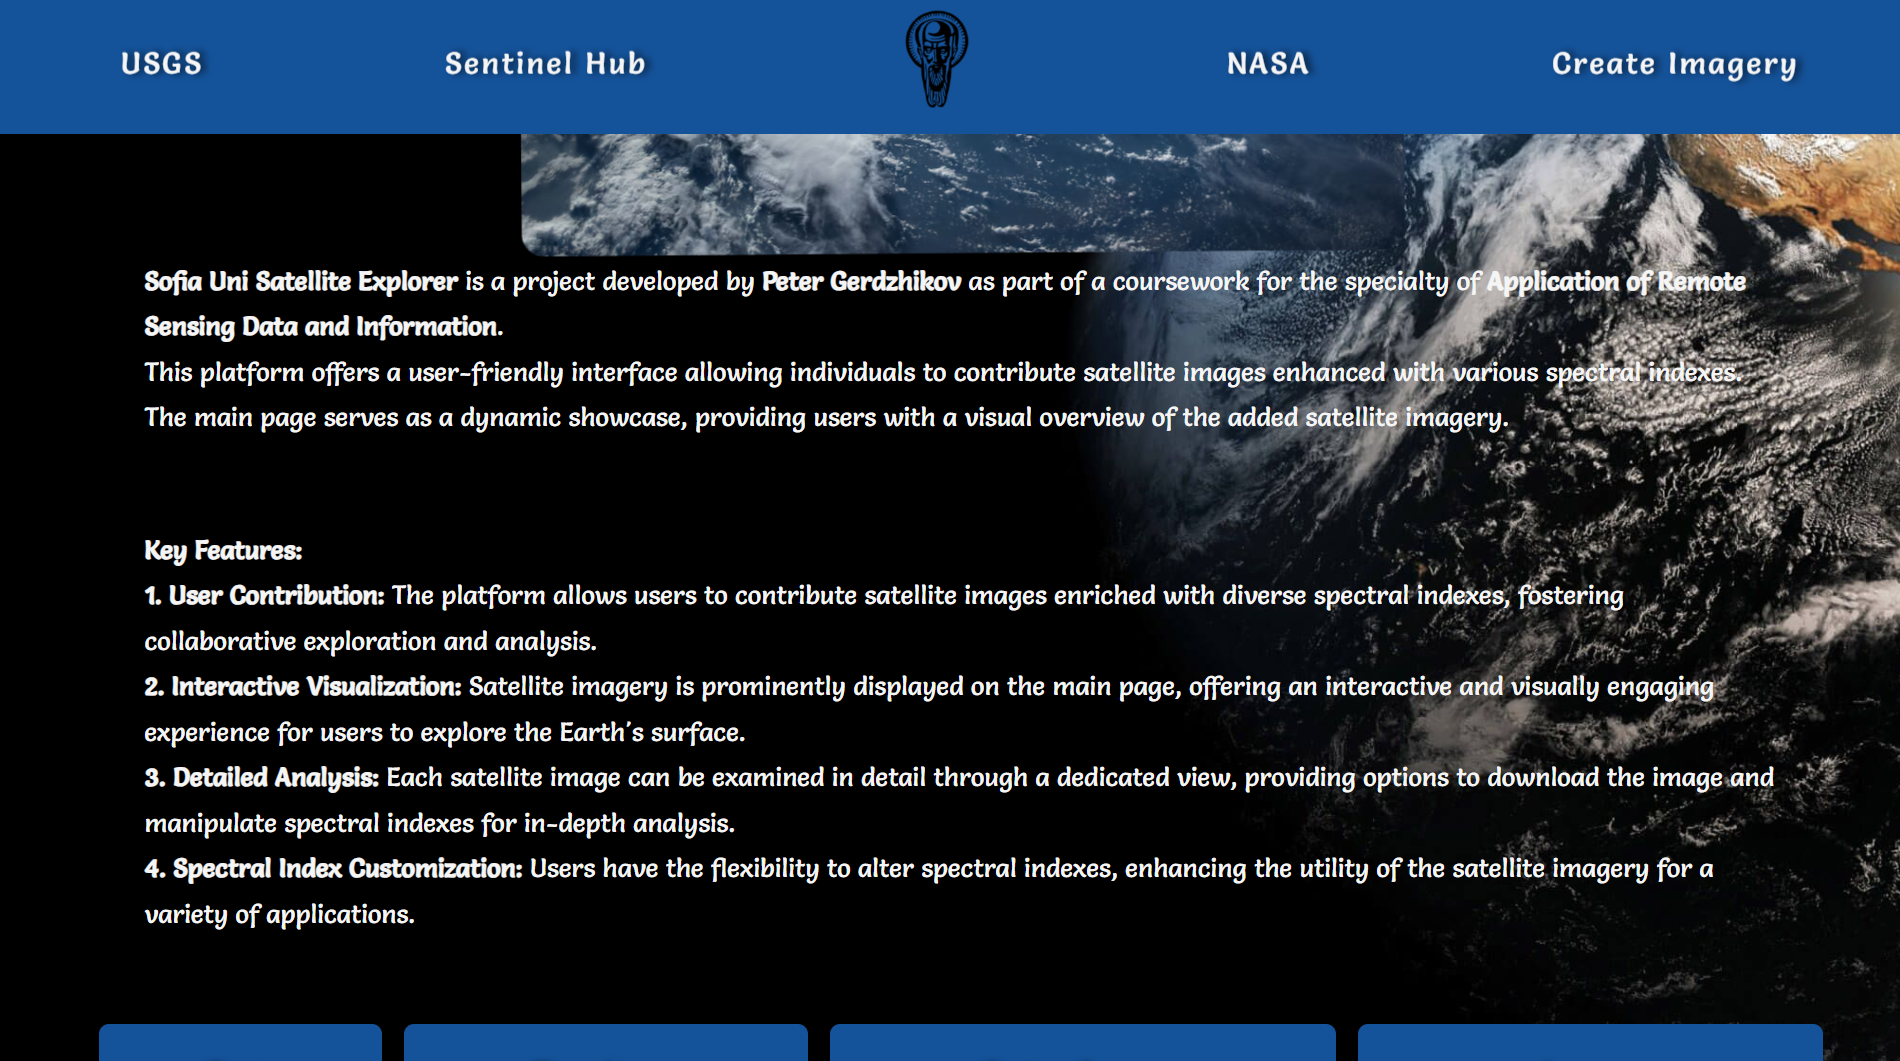 USGS
Sentinel Hub
NASA
Create Imagery
Sofia Uni Satellite Explorer is a project developed by Peter Gerdzhikov as part of a coursework for the specialty of Application of Remote
Sensing Data and Information.
This platform offers a user-friendly interface allowing individuals to contribute satellite images enhanced with various spectral indexes.
The main page serves as a dynamic showcase, providing users with a visual overview of the added satellite imagery.
Key Features:
1. User Contribution: The platform allows users to contribute satellite images enriched with diverse spectral indexes, fostering
collaborative exploration and analysis.
2. Interactive Visualization: Satellite imagery is prominently displayed on the main page, offering an interactive and visually engaging
experience for users to explore the Earth's surface.
3. Detailed Analysis: Each satellite image can be examined in detail through a dedicated view, providing options to download the image and
manipulate spectral indexes for in-depth analysis.
4. Spectral Index Customization: Users have the flexibility to alter spectral indexes, enhancing the utility of the satellite imagery for a
variety of applications.